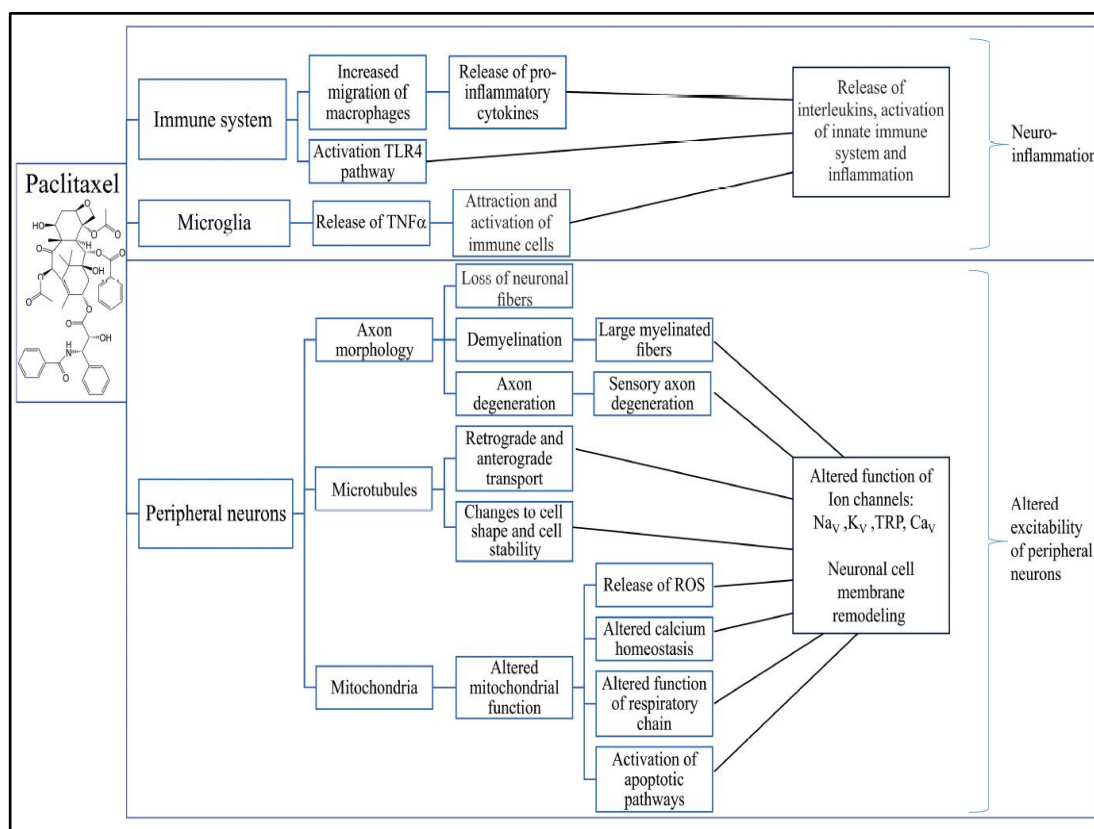 Paclitaxel
Immune system
Increased
migration of
macrophages
Release of pro-
inflammatory
cytokines
Activation TLR4
pathway
Release of
interleukins, activation
of innate immune
system and
inflammation
Neuro-
inflammation
Microglia
Release of TNFα
Attraction and
activation of
immune cells
Peripheral neurons
Axon
morphology
Loss of neuronal
fibers
Demyelination
Large myelinated
fibers
Axon
degeneration
Sensory axon
degeneration
Microtubules
Retrograde and
anterograde
transport
Changes to cell
shape and cell
stability
Mitochondria
Altered
mitochondrial
function
Release of ROS
Altered calcium
homeostasis
Altered function
of respiratory
chain
Activation of
apoptotic
pathways
Altered function of
Ion channels:
NaV ,KV ,TRP, CaV
Neuronal cell
membrane
remodeling
Altered
excitability
of peripheral
neurons